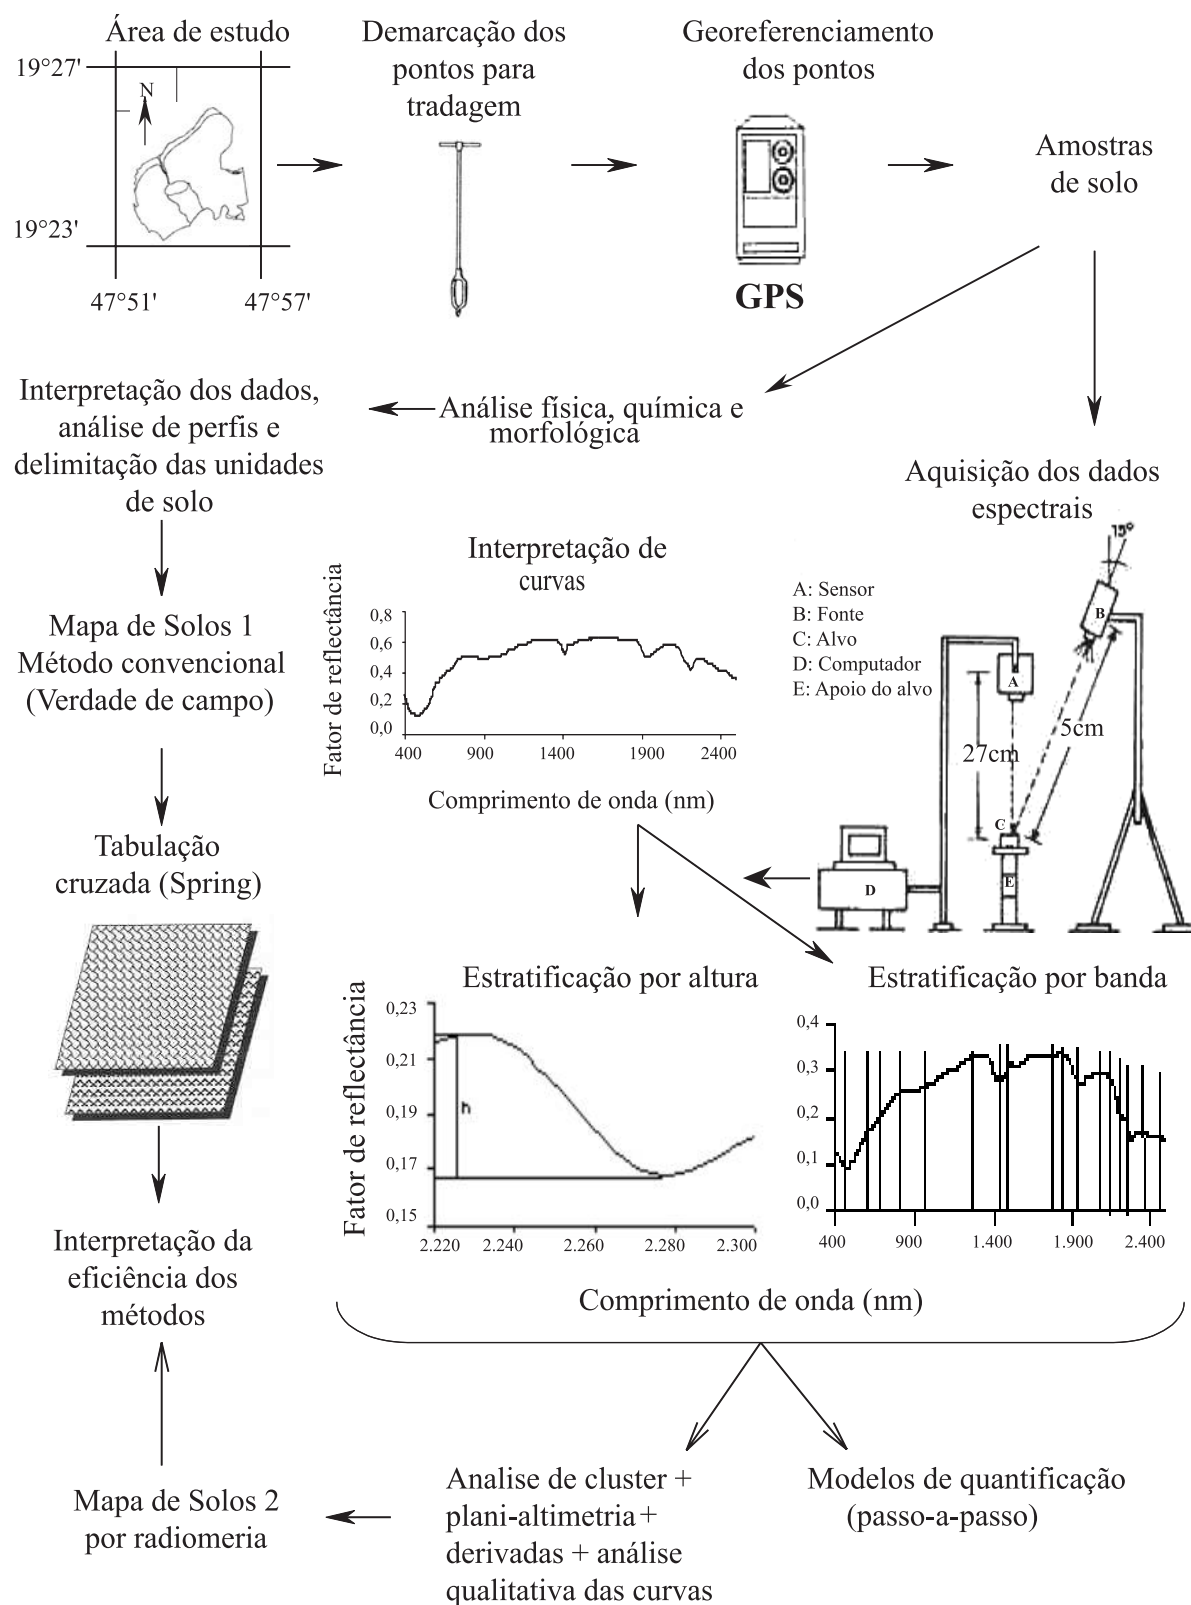 Área de estudo
19°27'
N
19°23'
47°51'
47°57'
Demarcação dos
pontos para
tradagem
Georeferenciamento
dos pontos
GPS
Amostras
de solo
Interpretação dos dados,
análise de perfis e
delimitação das unidades
de solo
Análise física, química e
morfológica
Aquisição dos dados
espectrais
15°
A: Sensor
B: Fonte
C: Alvo
D: Computador
E: Apoio do alvo
B
A
27cm
5cm
C
E
D
Interpretação de
curvas
Fator de reflectância
0,8
0,6
0,4
0,2
0,0
400
900
1400
1900
2400
Comprimento de onda (nm)
Mapa de Solos 1
Método convencional
(Verdade de campo)
Tabulação
cruzada (Spring)
Estratificação por altura
Fator de reflectância
0,23
0,21
0,19
0,17
0,15
h
2.220
2.240
2.260
2.280
2.300
Estratificação por banda
0,4
0,3
0,2
0,1
0,0
400
900
1.400
1.900
2.400
Comprimento de onda (nm)
Interpretação da
eficiência dos
métodos
Mapa de Solos 2
por radiomeria
Analise de cluster +
plani-altimetria +
derivadas + análise
qualitativa das curvas
Modelos de quantificação
(passo-a-passo)